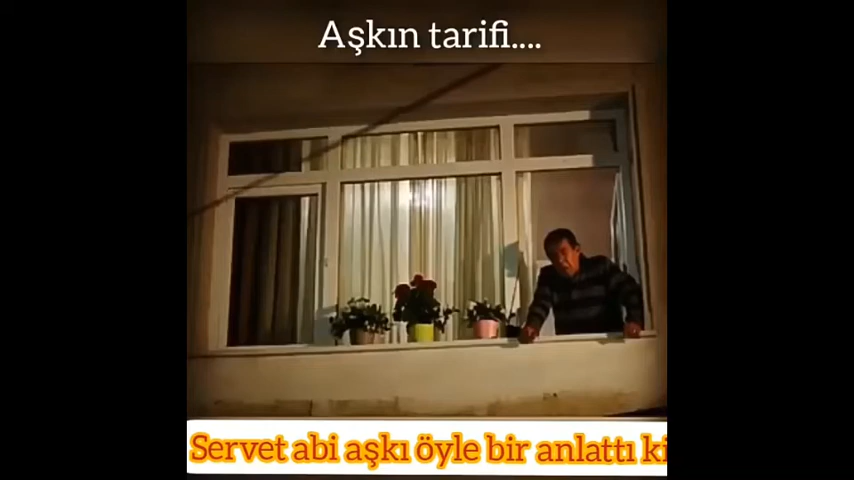 Aşkın tarifi....
Servet abi aşkı öyle bir anlattı ki